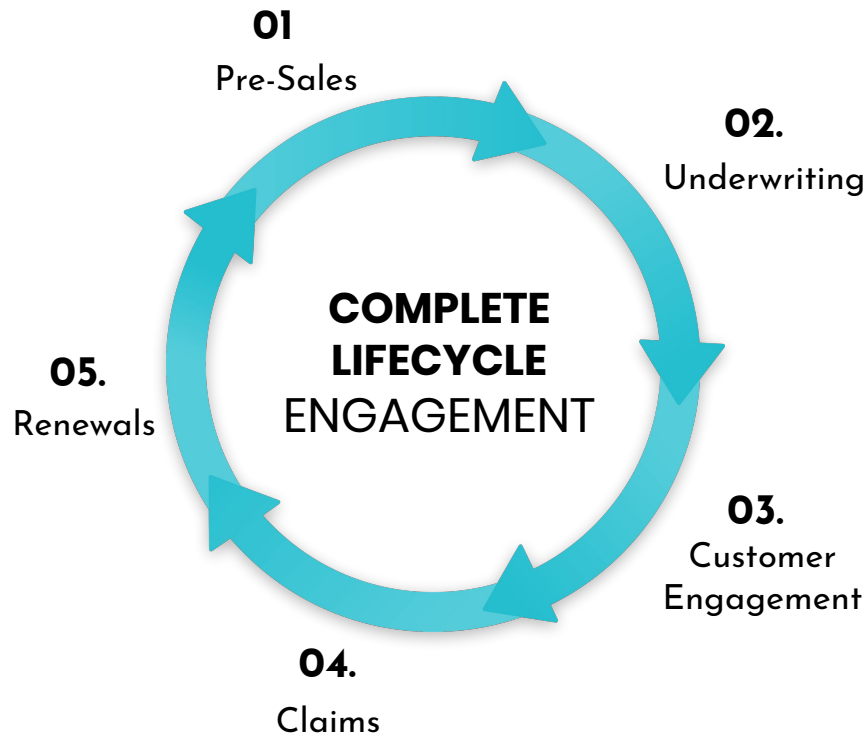 01
Pre-Sales
02.
Underwriting
COMPLETE
LIFECYCLE
ENGAGEMENT
03.
Customer
Engagement
04.
Claims
05.
Renewals